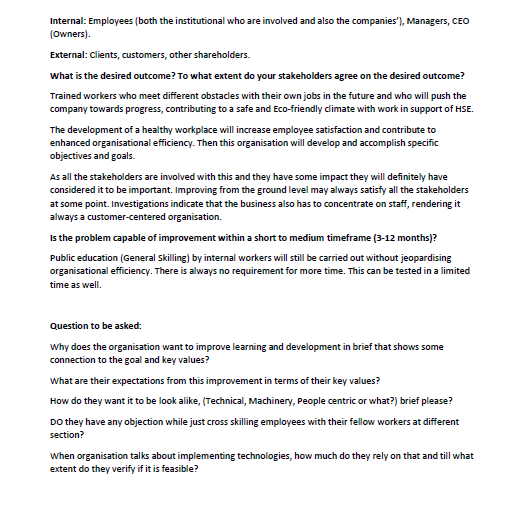 Internal: Employees (both the institutional who are involved and also the companies'), Managers, CEO
(Owners).
External: Clients, customers, other shareholders.
What is the desired outcome? To what extent do your stakeholders agree on the desired outcome?
Trained workers who meet different obstacles with their own jobs in the future and who will push the
company towards progress, contributing to a safe and Eco-friendly climate with work in support of HSE.
The development of a healthy workplace will increase employee satisfaction and contribute to
enhanced organisational efficiency. Then this organisation will develop and accomplish specific
objectives and goals.
As all the stakeholders are involved with this and they have some impact they will definitely have
considered it to be important. Improving from the ground level may always satisfy all the stakeholders
at some point. Investigations indicate that the business also has to concentrate on staff, rendering it
always a customer-centered organisation.
Is the problem capable of improvement within a short to medium timeframe (3-12 months)?
Public education (General Skilling) by internal workers will still be carried out without jeopardising
organisational efficiency. There is always no requirement for more time. This can be tested in a limited
time as well.
Question to be asked:
Why does the organisation want to improve learning and development in brief that shows some
connection to the goal and key values?
What are their expectations from this improvement in terms of their key values?
How do they want it to be look alike, (Technical, Machinery, People centric or what?) brief please?
DO they have any objection while just cross skilling employees with their fellow workers at different
section?
When organisation talks about implementing technologies, how much do they rely on that and till what
extent do they verify if it is feasible?